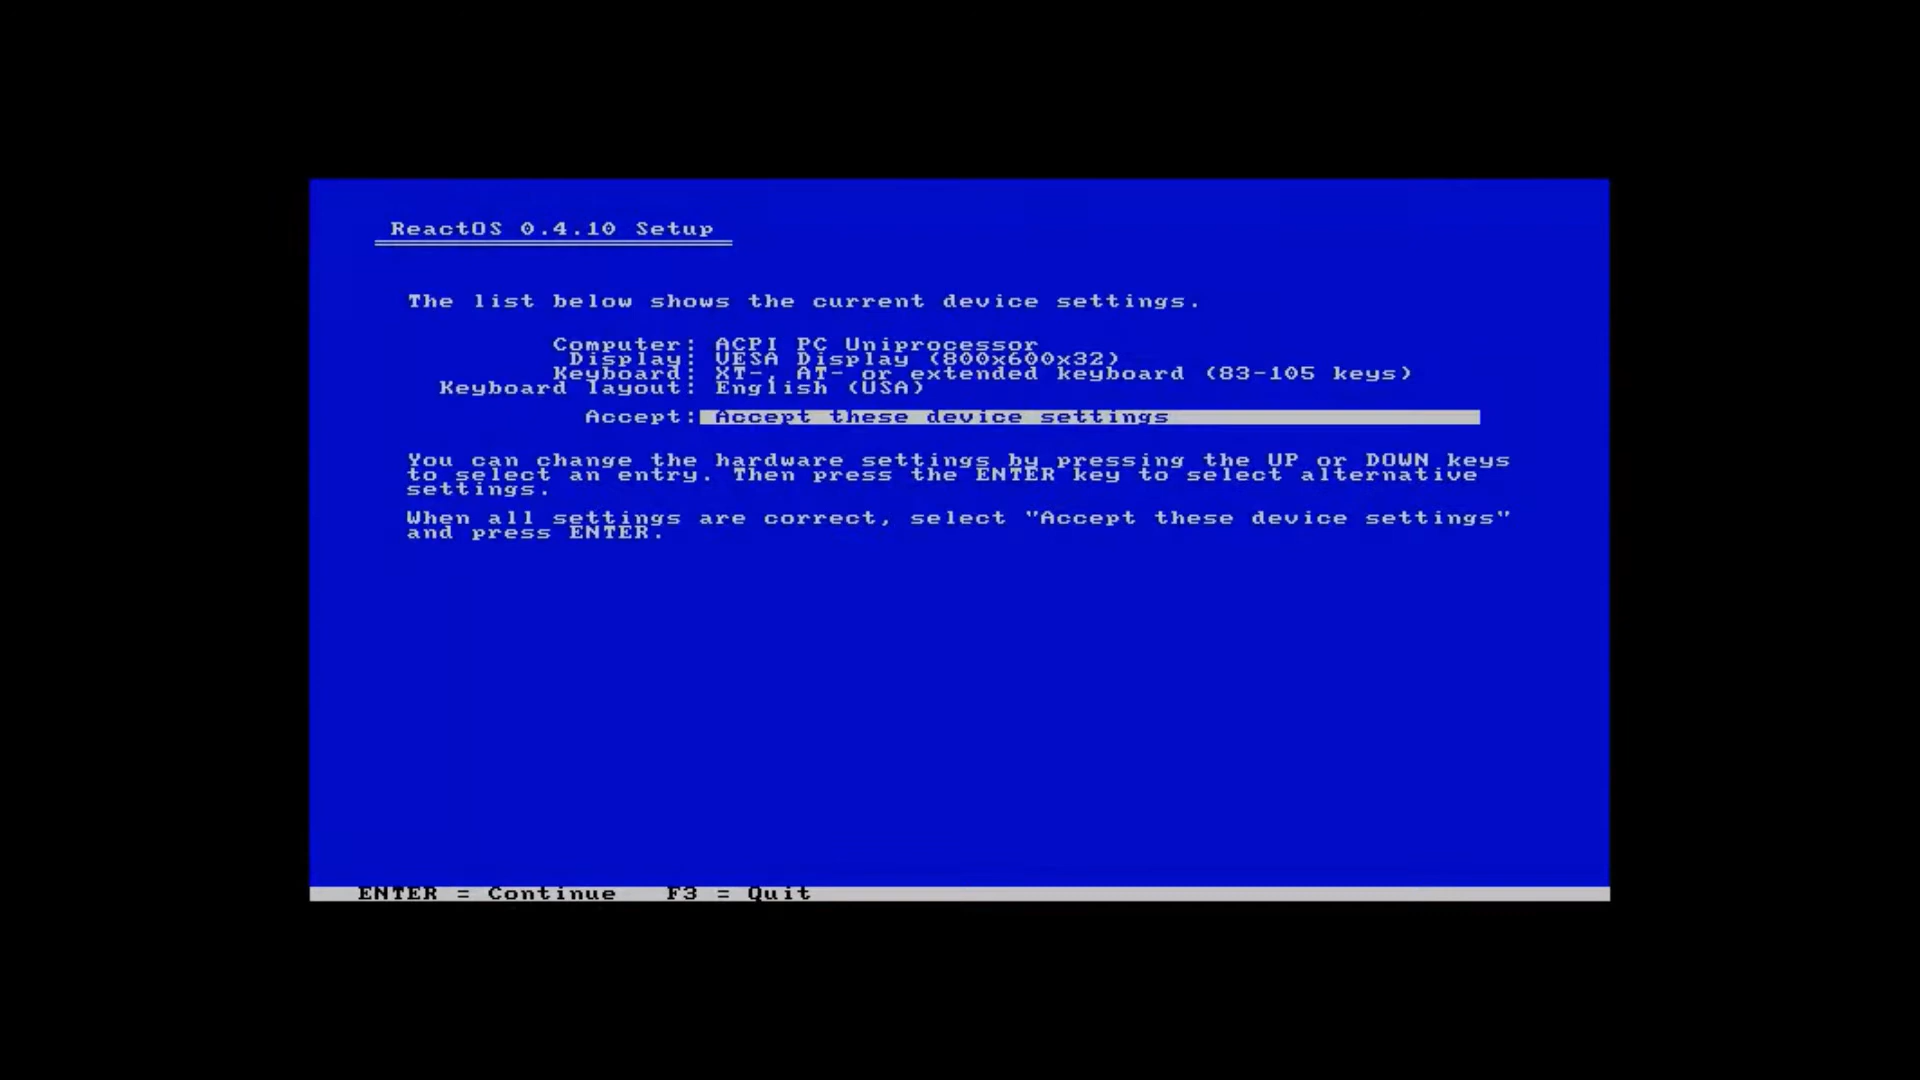 ReactOS 0.4.10 Setup
The list below shows the current device settings.
Computer: ACPI PC Uniprocessor
Display: VESA Display (800x600x32)
Keyboard: XT-, AT- or extended keyboard (83-105 keys)
Keyboard layout: English (USA)
Accept: Accept these device settings
You can change the hardware settings by pressing the UP or DOWN keys
to select an entry. Then press the ENTER key to select alternative
settings.
When all settings are correct, select "Accept these device settings"
and press ENTER.
ENTER = Continue F3 = Quit